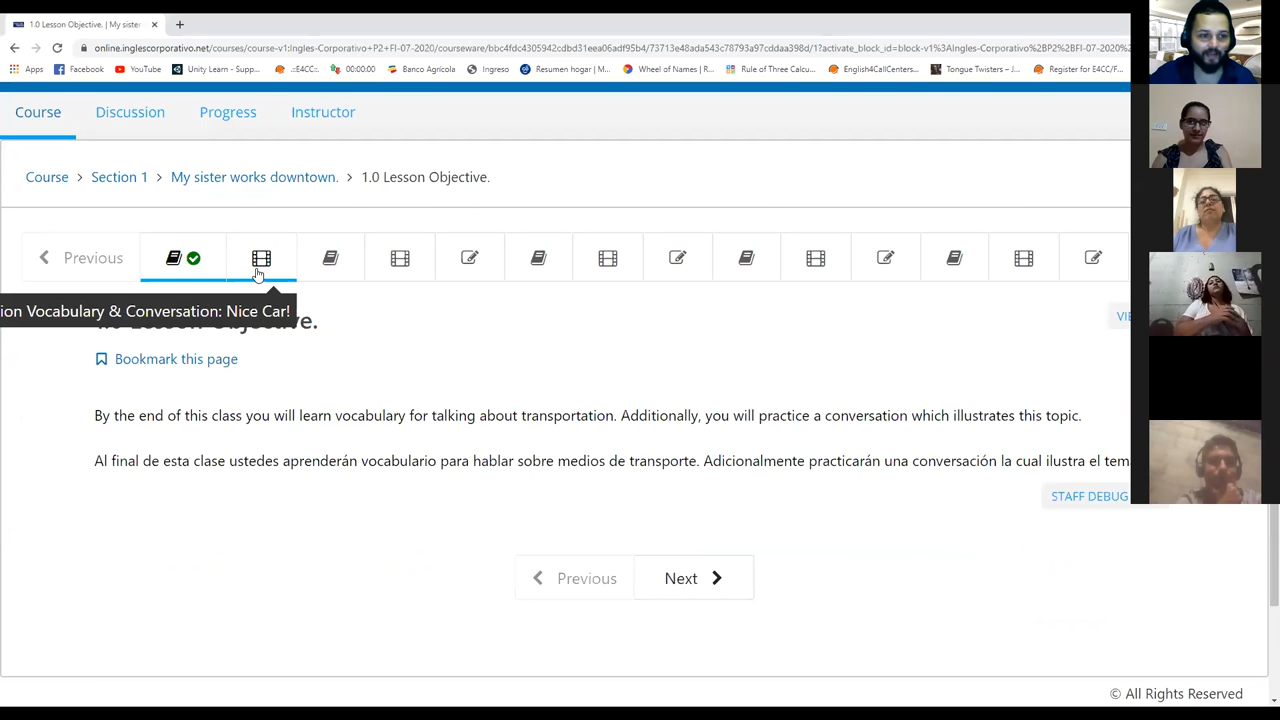 1.0 Lesson Objective. | My sister
online.inglescorporativo.net/courses/course-v1:Ingles-Corporativo+P2+FI-07-2020/courseware/bbc4fdc4305942cdbd31eea06adf95b4/73713e48ada543c78793a97cddaa398d/1?activate_block_id=block-v1%3AIngles-Corporativo%2BP2%2BFI-07-2020%
Apps Facebook YouTube Unity Learn - Supp... .::E4CC:. 00:00:00 Banco Agrícola Ingreso Resumen hogar | M... Wheel of Names | R... Rule of Three Calcu... English4CallCenters... Tongue Twisters – J... Register for E4CC/F...
Course Discussion Progress Instructor
Course > Section 1 > My sister works downtown. > 1.0 Lesson Objective.
Previous
ion Vocabulary & Conversation: Nice Car!
Objective.
VIE
Bookmark this page
By the end of this class you will learn vocabulary for talking about transportation. Additionally, you will practice a conversation which illustrates this topic.
Al final de esta clase ustedes aprenderán vocabulario para hablar sobre medios de transporte. Adicionalmente practicarán una conversación la cual ilustra el tem
STAFF DEBUG
Previous Next
© All Rights Reserved